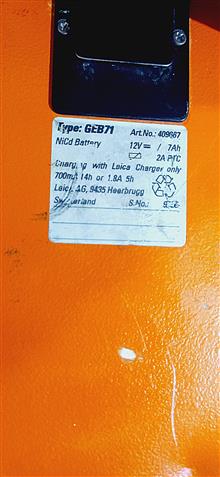 Type: GEB71 Art.No.: 409687
NiCd Battery 12V / 7Ah
2A PTC
Charging with Leica Charger only
700mA 14h or 1.8A 5h
Leica AG, 9435 Heerbrugg
Switzerland S.No.: